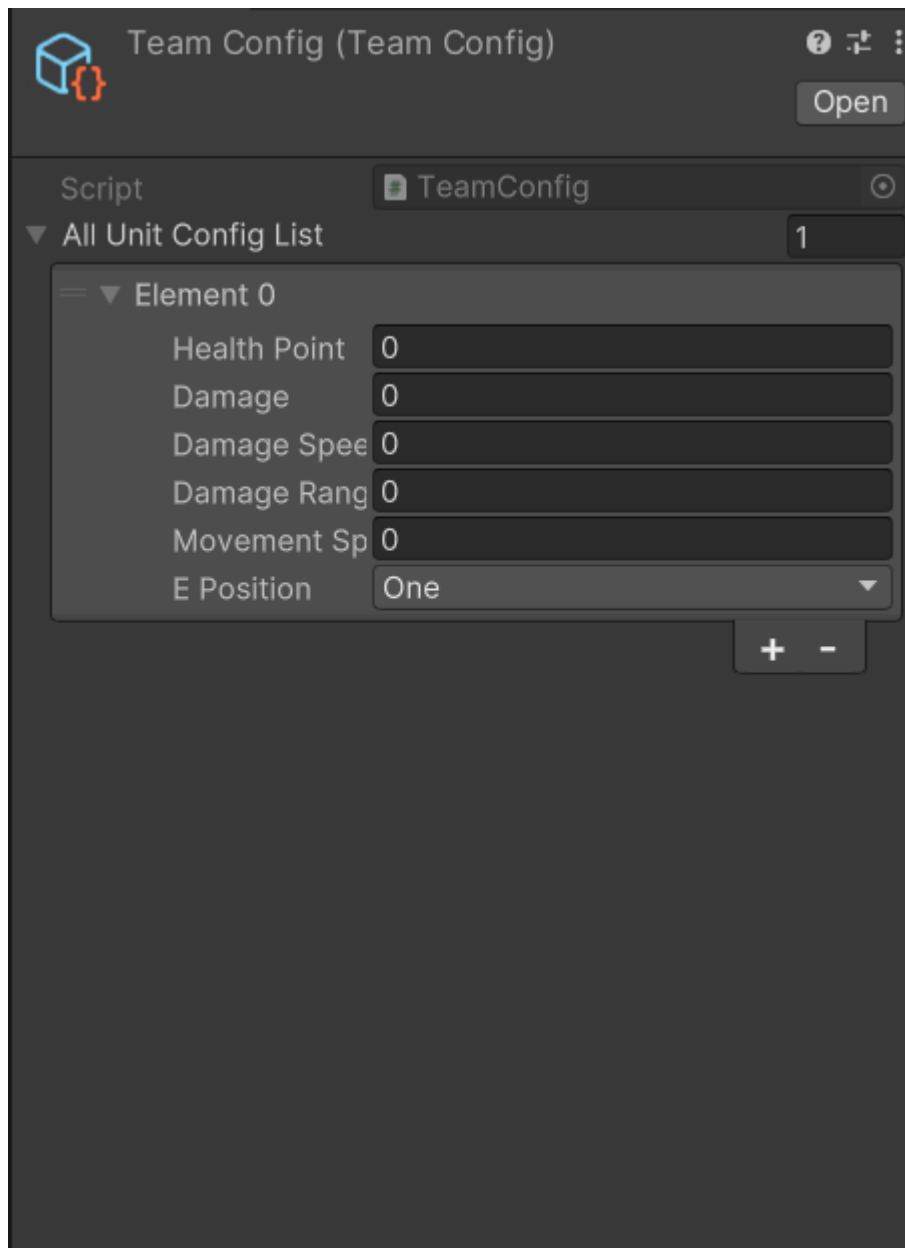 Team Config (Team Config)
Open
Script TeamConfig
All Unit Config List 1
Element 0
Health Point 0
Damage 0
Damage Spee 0
Damage Rang 0
Movement Sp 0
E Position One
+ -